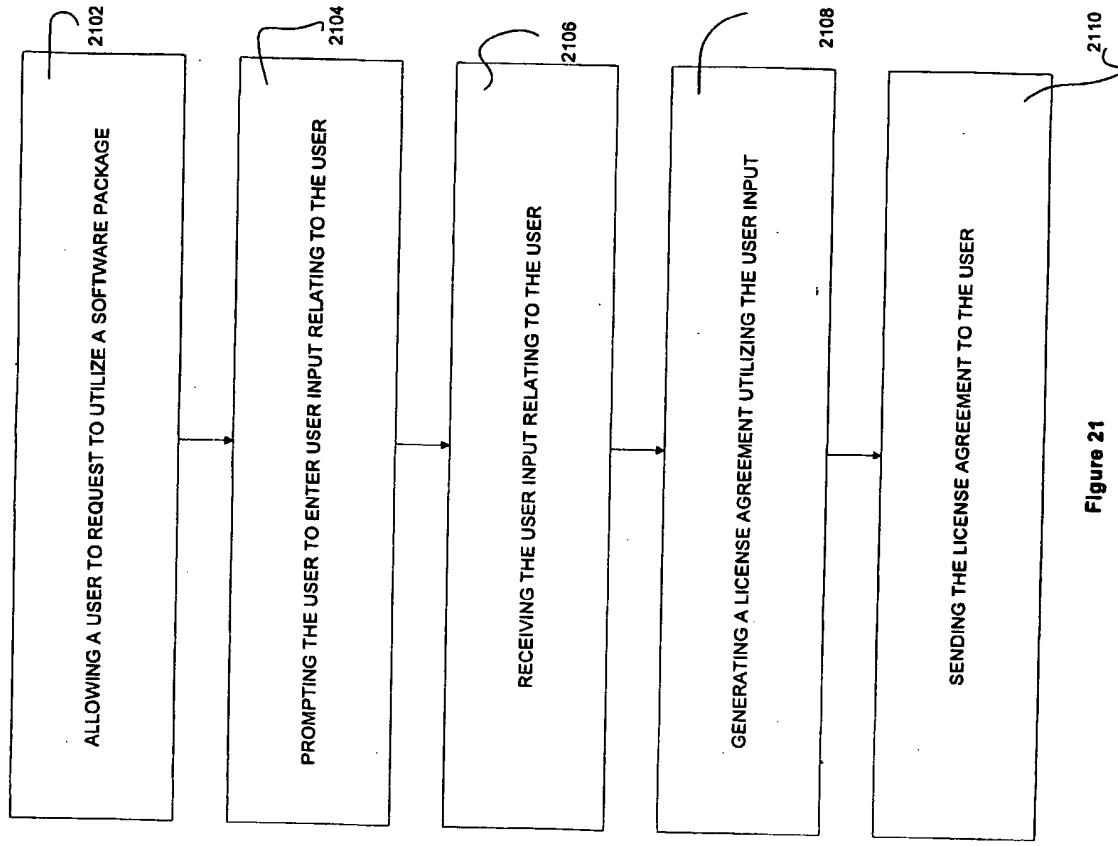 ALLOWING A USER TO REQUEST TO UTILIZE A SOFTWARE PACKAGE
2102
PROMPTING THE USER TO ENTER USER INPUT RELATING TO THE USER
2104
RECEIVING THE USER INPUT RELATING TO THE USER
2106
GENERATING A LICENSE AGREEMENT UTILIZING THE USER INPUT
2108
SENDING THE LICENSE AGREEMENT TO THE USER
2110
Figure 21